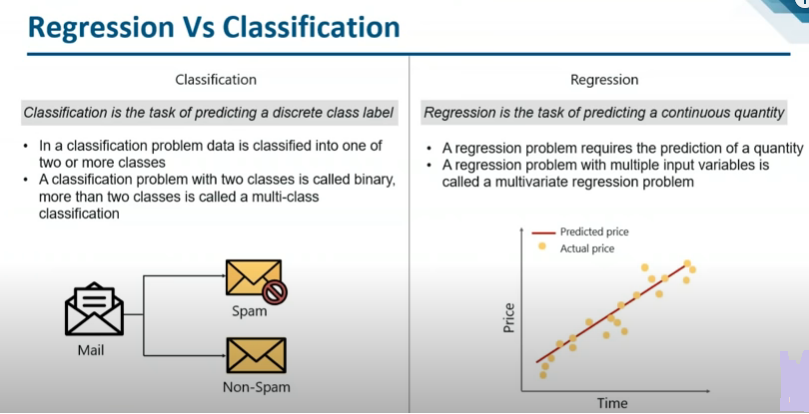 Regression Vs Classification
Classification
Classification is the task of predicting a discrete class label
• In a classification problem data is classified into one of
two or more classes
• A classification problem with two classes is called binary,
more than two classes is called a multi-class
classification
Mail
Spam
Non-Spam
Regression
Regression is the task of predicting a continuous quantity
• A regression problem requires the prediction of a quantity
• A regression problem with multiple input variables is
called a multivariate regression problem
Predicted price
Actual price
Price
Time